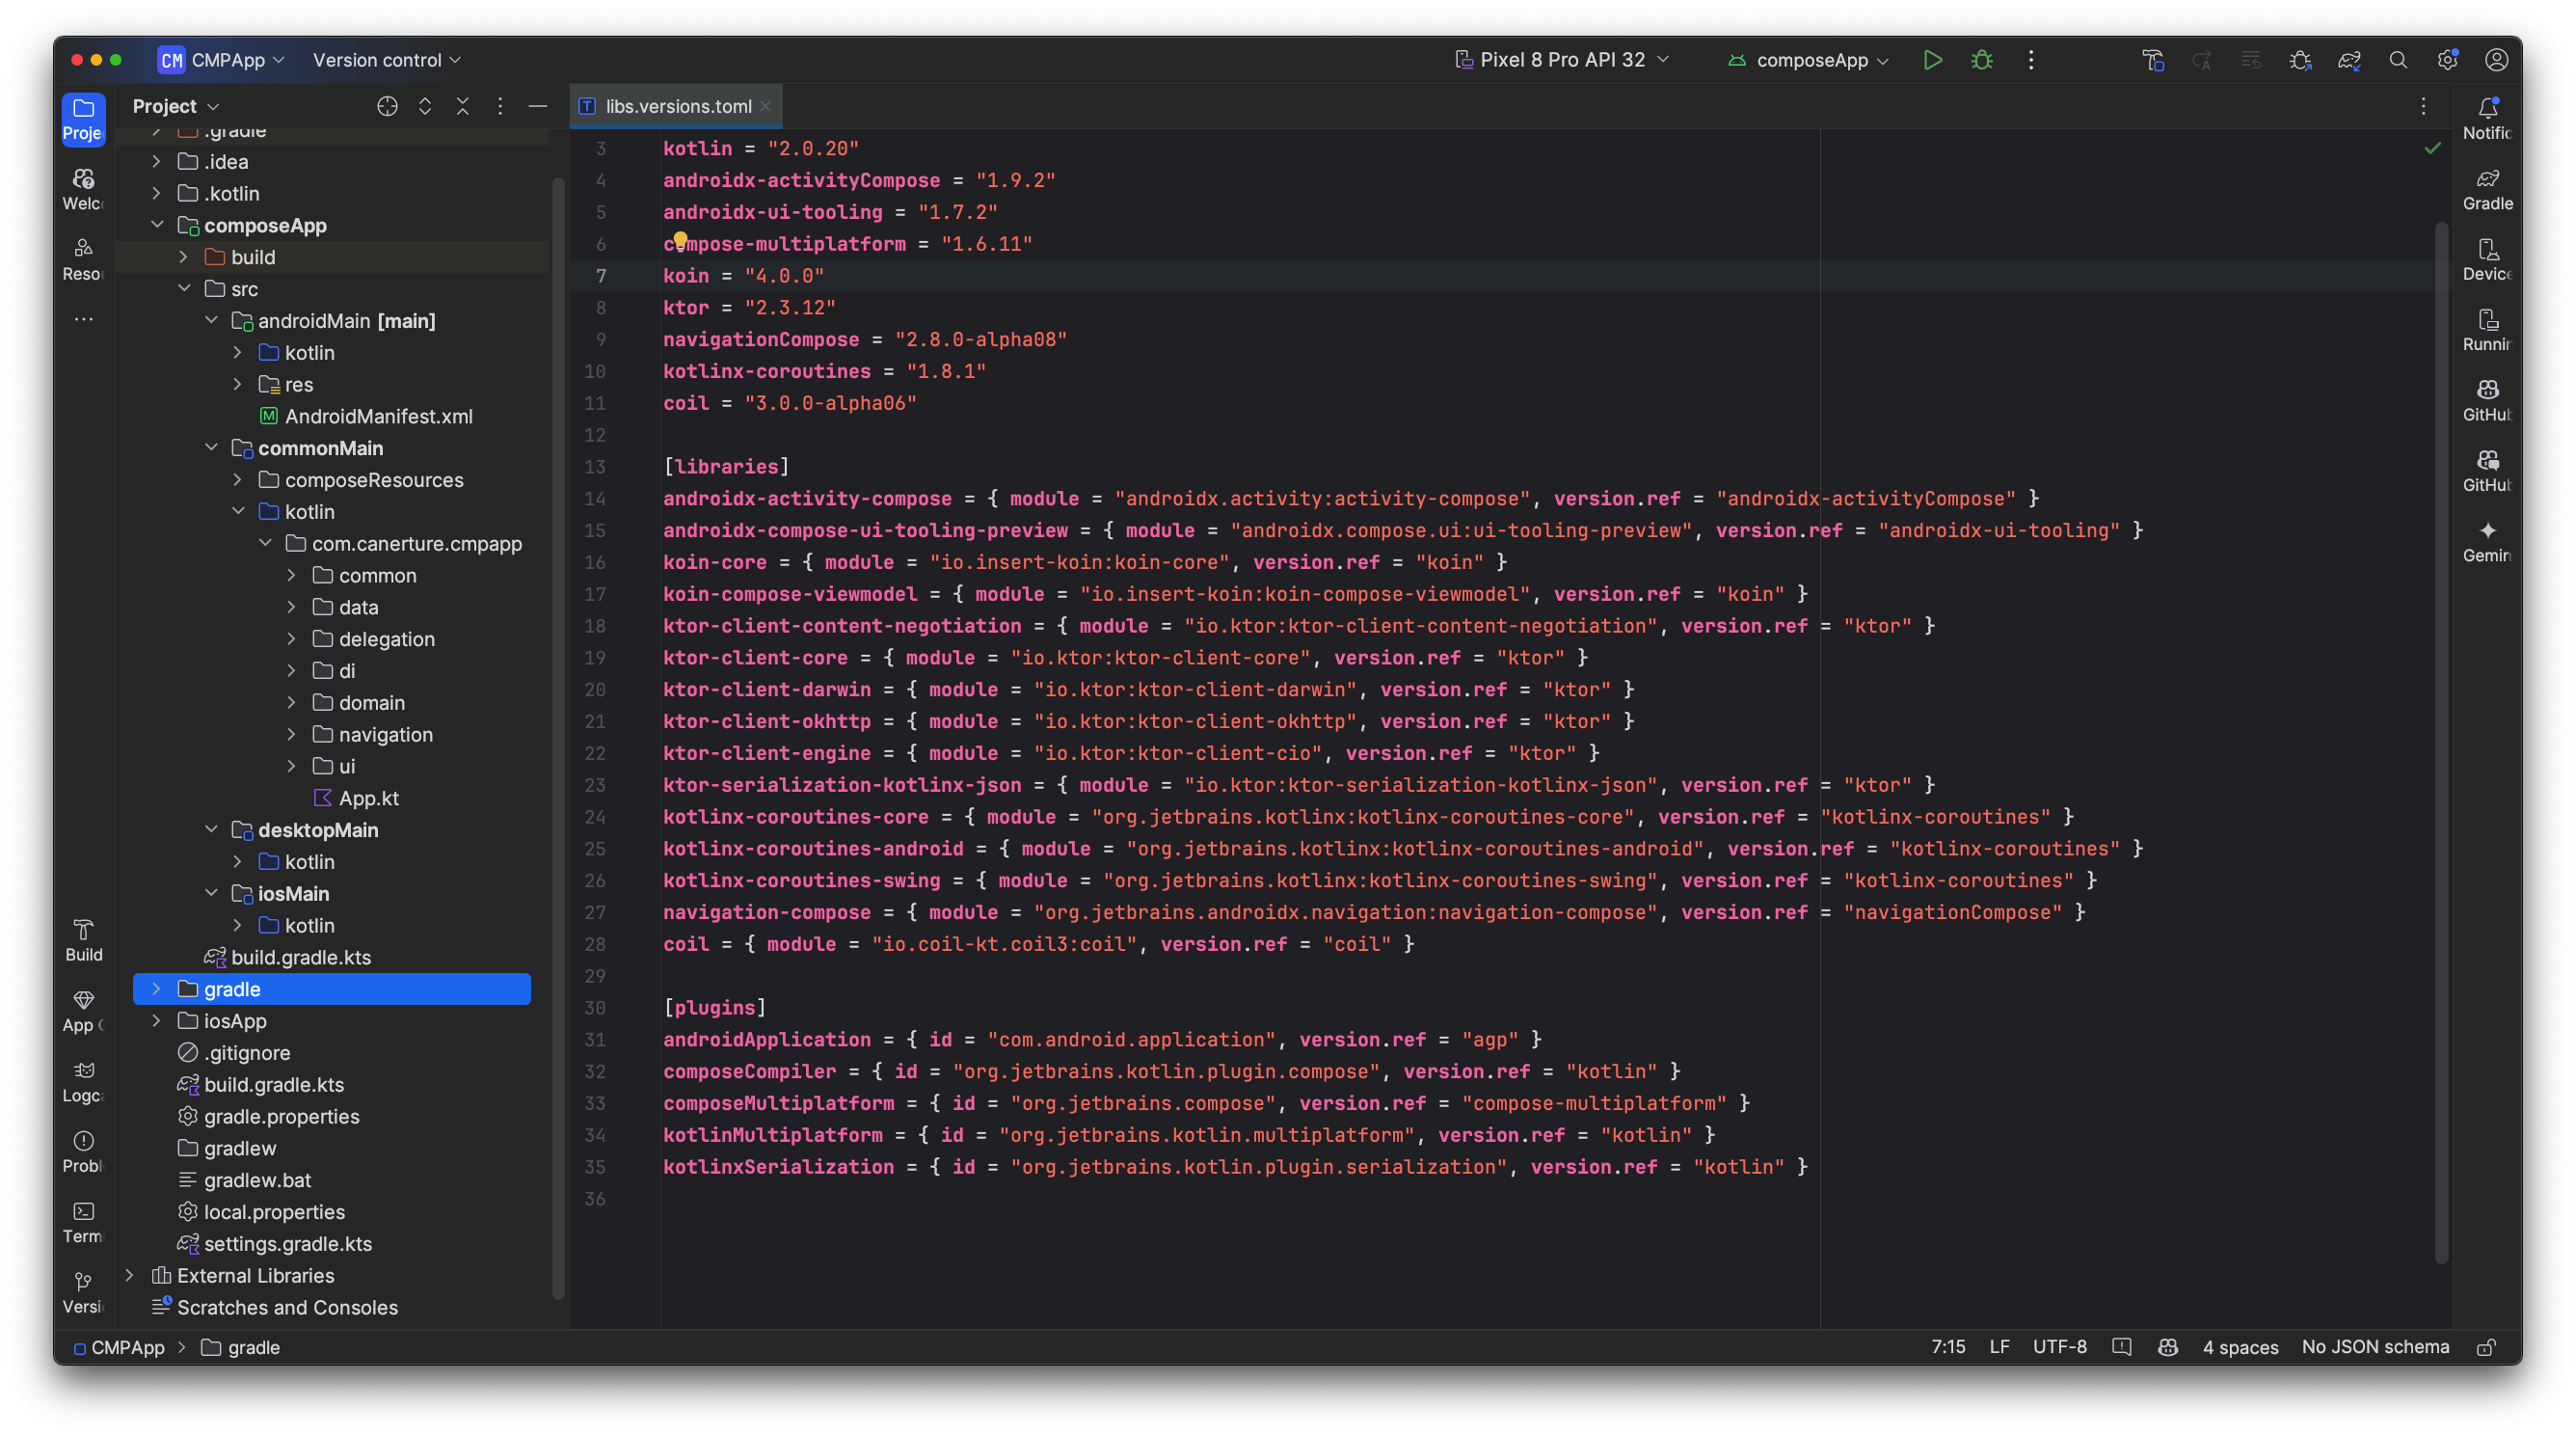 CM CMPApp Version control Pixel 8 Pro API 32 composeApp
Project
libs.versions.toml
Proje
Welc
Reso
Build
App
Logc
Probl
Termi
Versi
.gradle
.idea
.kotlin
composeApp
build
src
androidMain [main]
kotlin
res
AndroidManifest.xml
commonMain
composeResources
kotlin
com.canerture.cmpapp
common
data
delegation
di
domain
navigation
ui
App.kt
desktopMain
kotlin
iosMain
kotlin
build.gradle.kts
gradle
iosApp
.gitignore
build.gradle.kts
gradle.properties
gradlew
gradlew.bat
local.properties
settings.gradle.kts
External Libraries
Scratches and Consoles
3 kotlin = "2.0.20"
4 androidx-activityCompose = "1.9.2"
5 androidx-ui-tooling = "1.7.2"
6 compose-multiplatform = "1.6.11"
7 koin = "4.0.0"
8 ktor = "2.3.12"
9 navigationCompose = "2.8.0-alpha08"
10 kotlinx-coroutines = "1.8.1"
11 coil = "3.0.0-alpha06"
12
13 [libraries]
14 androidx-activity-compose = { module = "androidx.activity:activity-compose", version.ref = "androidx-activityCompose" }
15 androidx-compose-ui-tooling-preview = { module = "androidx.compose.ui:ui-tooling-preview", version.ref = "androidx-ui-tooling" }
16 koin-core = { module = "io.insert-koin:koin-core", version.ref = "koin" }
17 koin-compose-viewmodel = { module = "io.insert-koin:koin-compose-viewmodel", version.ref = "koin" }
18 ktor-client-content-negotiation = { module = "io.ktor:ktor-client-content-negotiation", version.ref = "ktor" }
19 ktor-client-core = { module = "io.ktor:ktor-client-core", version.ref = "ktor" }
20 ktor-client-darwin = { module = "io.ktor:ktor-client-darwin", version.ref = "ktor" }
21 ktor-client-okhttp = { module = "io.ktor:ktor-client-okhttp", version.ref = "ktor" }
22 ktor-client-engine = { module = "io.ktor:ktor-client-cio", version.ref = "ktor" }
23 ktor-serialization-kotlinx-json = { module = "io.ktor:ktor-serialization-kotlinx-json", version.ref = "ktor" }
24 kotlinx-coroutines-core = { module = "org.jetbrains.kotlinx:kotlinx-coroutines-core", version.ref = "kotlinx-coroutines" }
25 kotlinx-coroutines-android = { module = "org.jetbrains.kotlinx:kotlinx-coroutines-android", version.ref = "kotlinx-coroutines" }
26 kotlinx-coroutines-swing = { module = "org.jetbrains.kotlinx:kotlinx-coroutines-swing", version.ref = "kotlinx-coroutines" }
27 navigation-compose = { module = "org.jetbrains.androidx.navigation:navigation-compose", version.ref = "navigationCompose" }
28 coil = { module = "io.coil-kt.coil3:coil", version.ref = "coil" }
29
30 [plugins]
31 androidApplication = { id = "com.android.application", version.ref = "agp" }
32 composeCompiler = { id = "org.jetbrains.kotlin.plugin.compose", version.ref = "kotlin" }
33 composeMultiplatform = { id = "org.jetbrains.compose", version.ref = "compose-multiplatform" }
34 kotlinMultiplatform = { id = "org.jetbrains.kotlin.multiplatform", version.ref = "kotlin" }
35 kotlinxSerialization = { id = "org.jetbrains.kotlin.plugin.serialization", version.ref = "kotlin" }
36
Notific
Gradle
Device
Runnin
GitHub
GitHub
Gemin
CMPApp > gradle
7:15 LF UTF-8 4 spaces No JSON schema